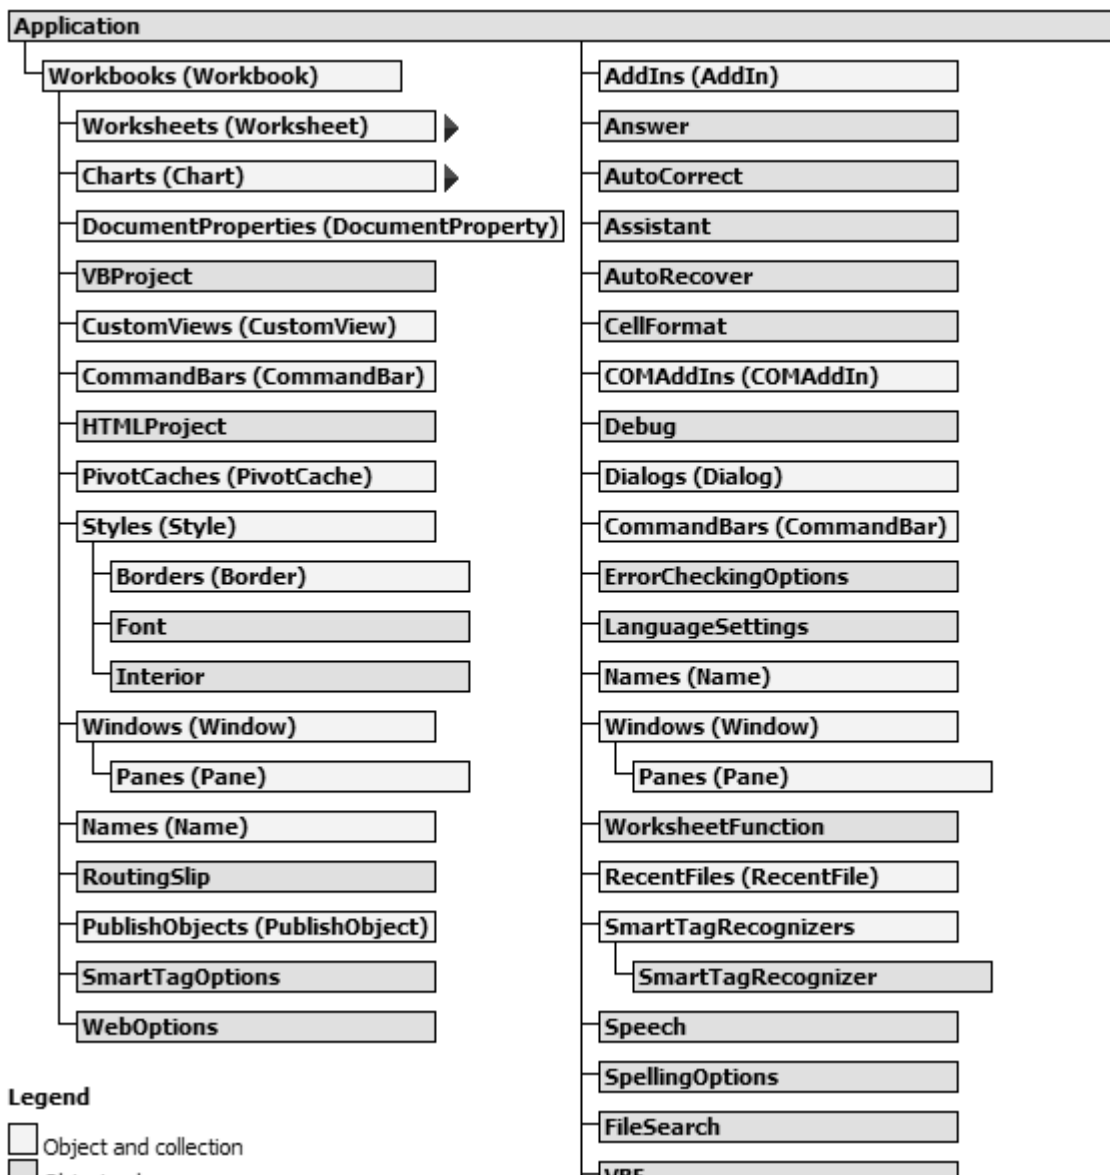 Application
Workbooks (Workbook)
Worksheets (Worksheet)
Charts (Chart)
DocumentProperties (DocumentProperty)
VBProject
CustomViews (CustomView)
CommandBars (CommandBar)
HTMLProject
PivotCaches (PivotCache)
Styles (Style)
Borders (Border)
Font
Interior
Windows (Window)
Panes (Pane)
Names (Name)
RoutingSlip
PublishObjects (PublishObject)
SmartTagOptions
WebOptions
AddIns (AddIn)
Answer
AutoCorrect
Assistant
AutoRecover
CellFormat
COMAddIns (COMAddIn)
Debug
Dialogs (Dialog)
CommandBars (CommandBar)
ErrorCheckingOptions
LanguageSettings
Names (Name)
Windows (Window)
Panes (Pane)
WorksheetFunction
RecentFiles (RecentFile)
SmartTagRecognizers
SmartTagRecognizer
Speech
SpellingOptions
FileSearch
Legend
Object and collection